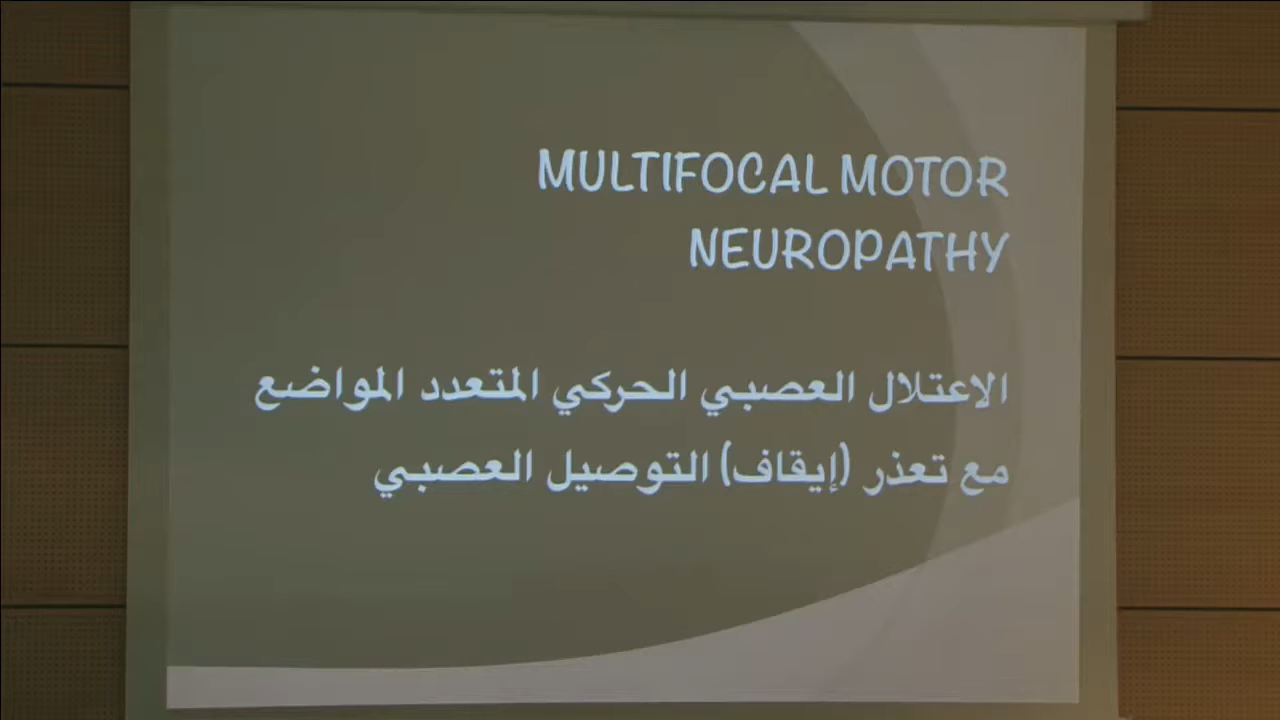 MULTIFOCAL MOTOR
NEUROPATHY
الاعتلال العصبي الحركي المتعدد المواضع
مع تعذر (إيقاف) التوصيل العصبي